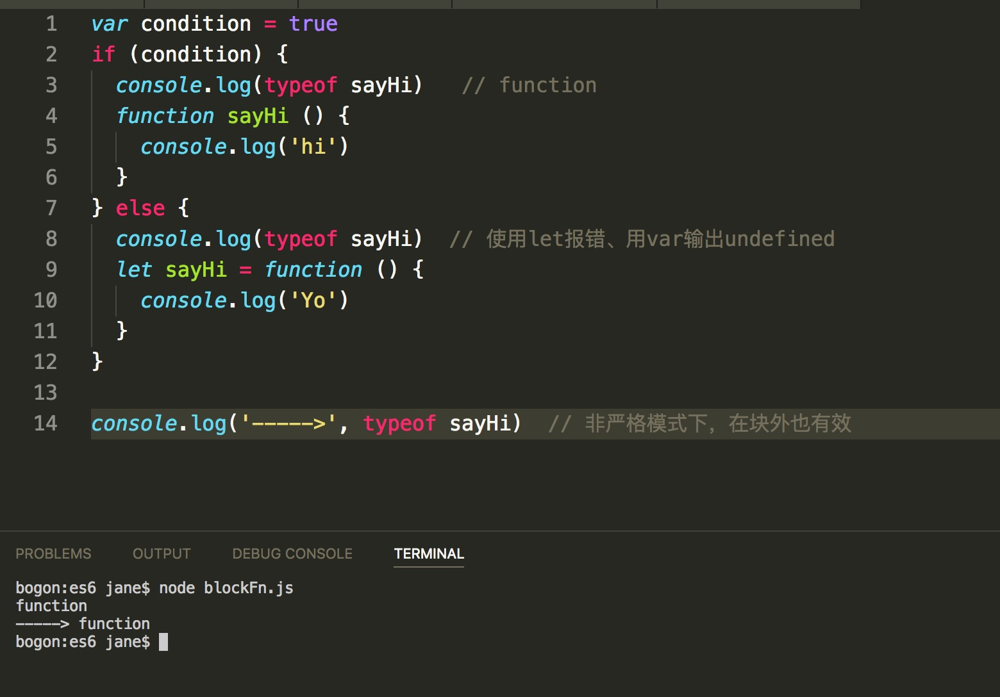 1 var condition = true
2 if (condition) {
3 console.log(typeof sayHi) // function
4 function sayHi () {
5 console.log('hi')
6 }
7 } else {
8 console.log(typeof sayHi) // 使用let报错、用var输出undefined
9 let sayHi = function () {
10 console.log('Yo')
11 }
12 }
13
14 console.log('----->', typeof sayHi) // 非严格模式下，在块外也有效
PROBLEMS OUTPUT DEBUG CONSOLE TERMINAL
bogon:es6 jane$ node blockFn.js
function
-----> function
bogon:es6 jane$